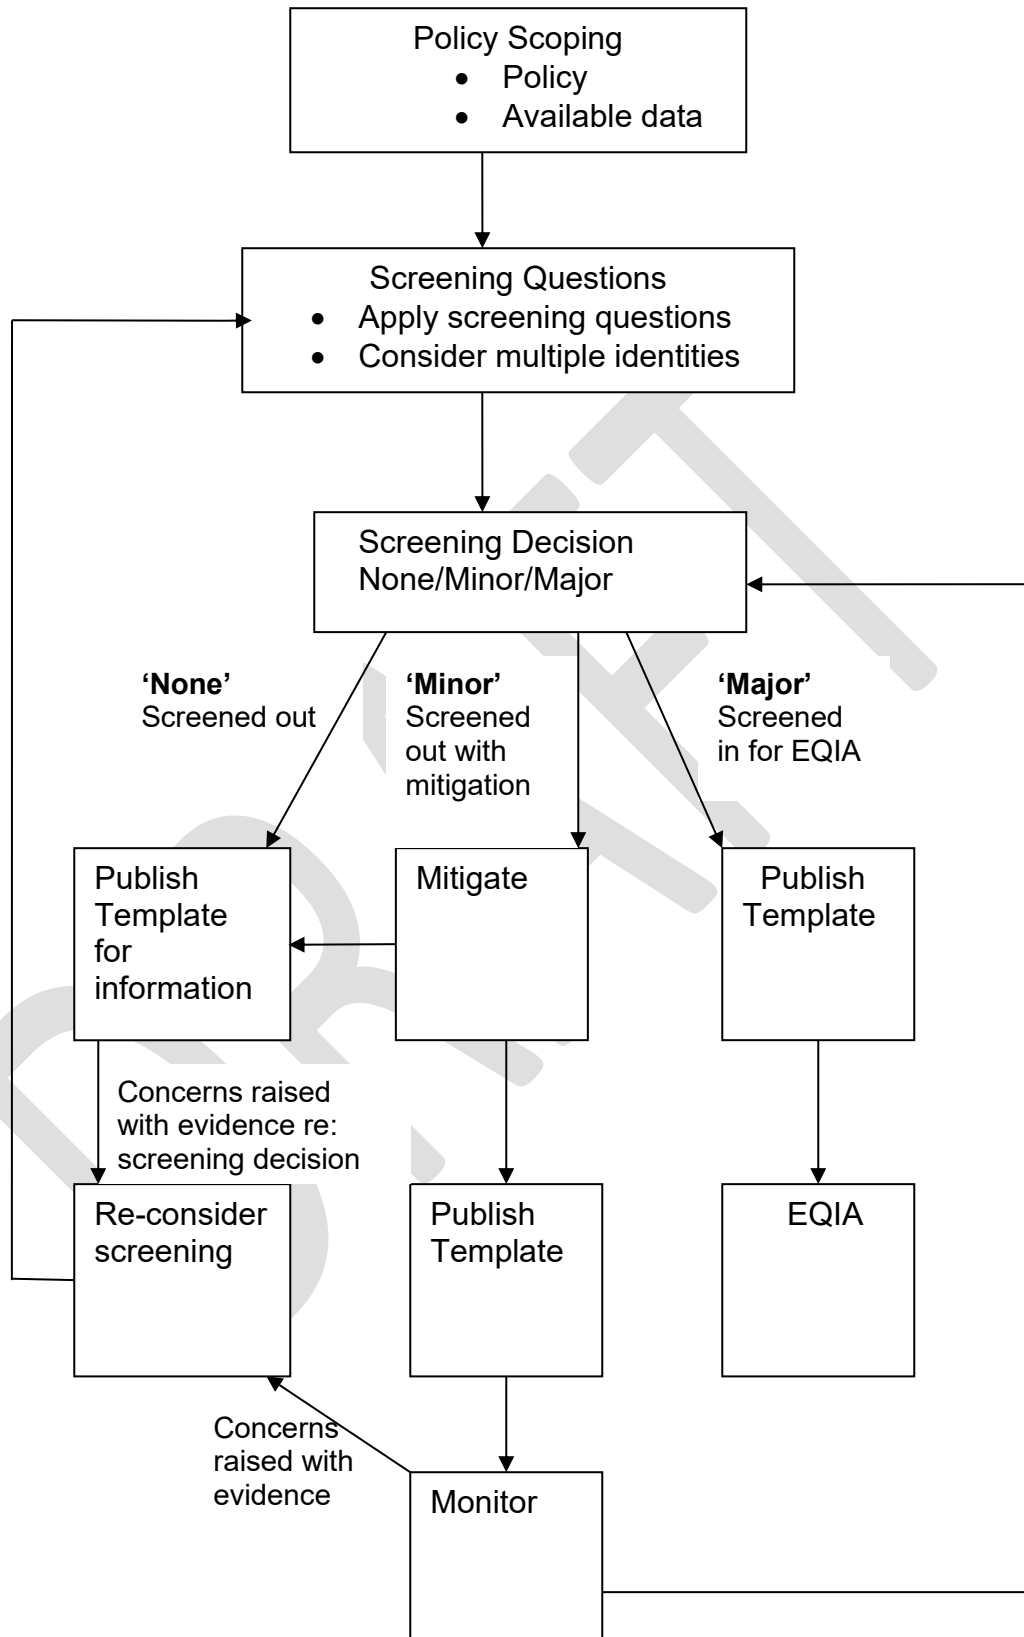 Policy Scoping
• Policy
• Available data
Screening Questions
• Apply screening questions
• Consider multiple identities
Screening Decision
None/Minor/Major
‘None’
Screened out
‘Minor’
Screened
out with
mitigation
‘Major’
Screened
in for EQIA
Publish
Template
for
information
Mitigate
Publish
Template
Concerns raised
with evidence re:
screening decision
Re-consider
screening
Publish
Template
EQIA
Concerns
raised with
evidence
Monitor
DRAFT